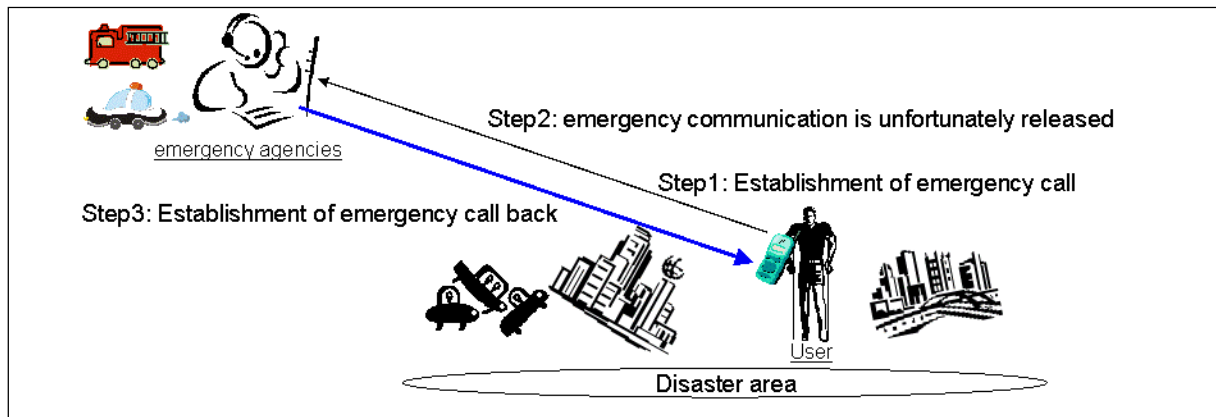 Step2: emergency communication is unfortunately released
emergency agencies
Step1: Establishment of emergency call
Step3: Establishment of emergency call back
User
Disaster area